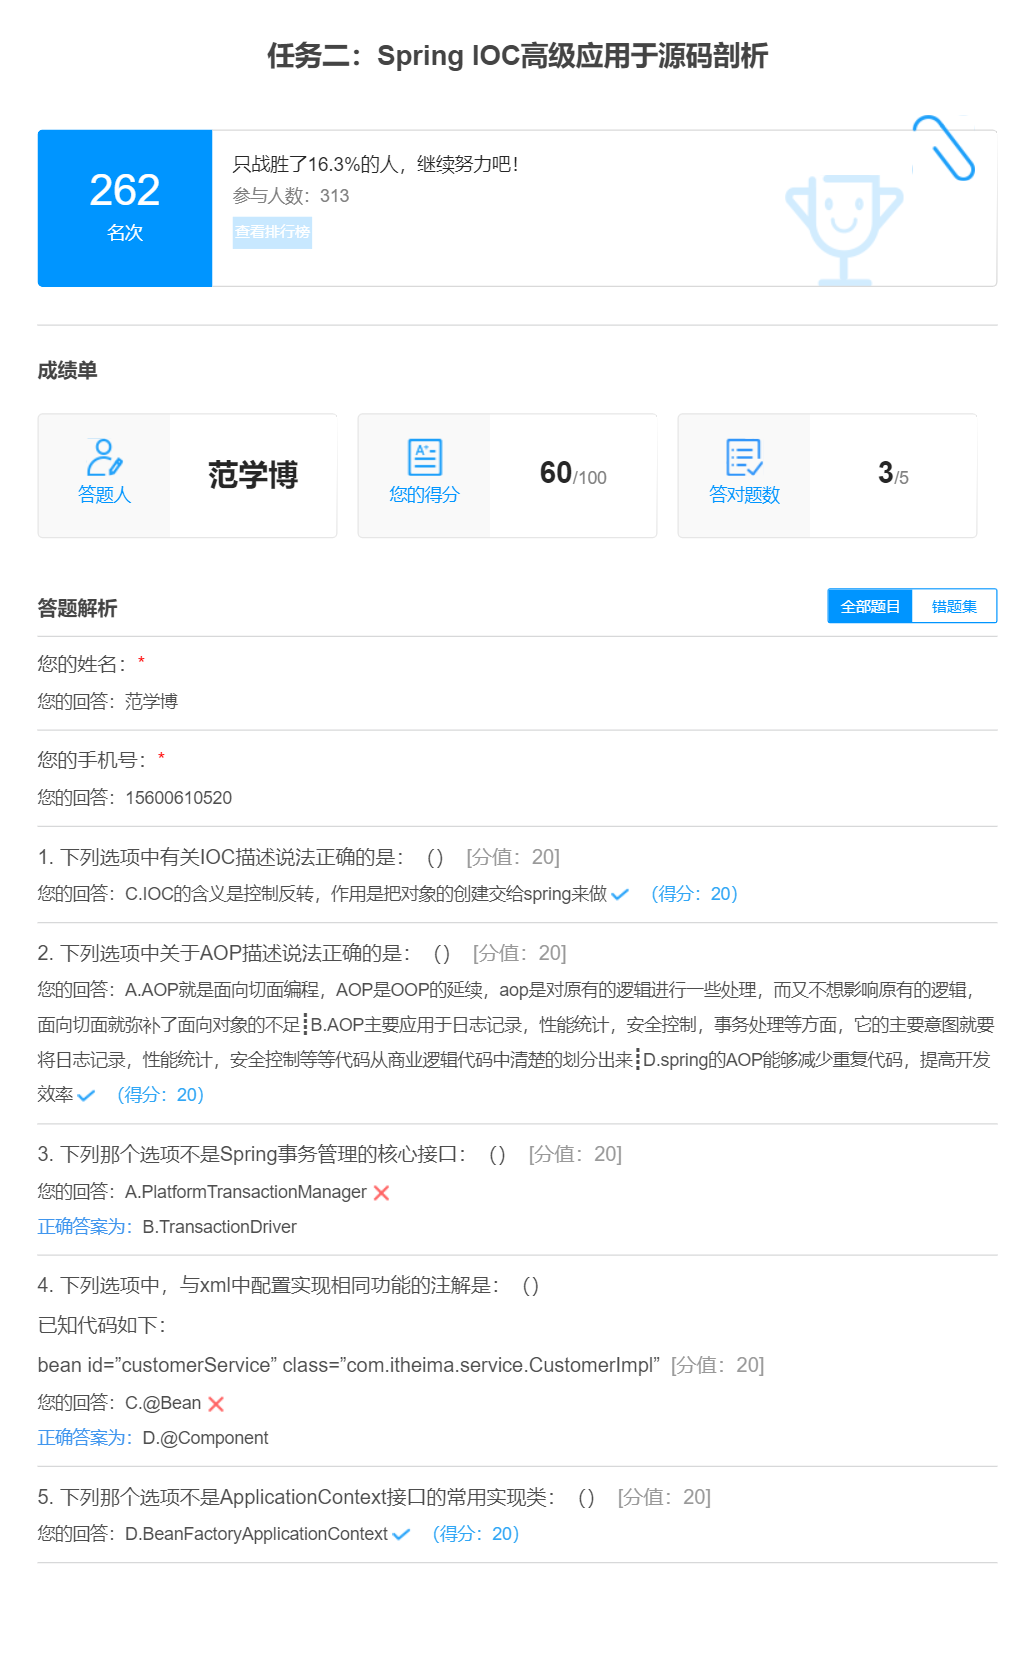 任务二：Spring IOC高级应用于源码剖析
262
名次
只战胜了16.3%的人，继续努力吧！
参与人数：313
查看排行榜
成绩单
答题人
范学博
您的得分
60/100
答对题数
3/5
答题解析
全部题目
错题集
您的姓名：*
您的回答：范学博
您的手机号：*
您的回答：15600610520
1. 下列选项中有关IOC描述说法正确的是：（） [分值：20]
您的回答：C.IOC的含义是控制反转，作用是把对象的创建交给spring来做 （得分：20）
2. 下列选项中关于AOP描述说法正确的是：（） [分值：20]
您的回答：A.AOP就是面向切面编程，AOP是OOP的延续，aop是对原有的逻辑进行一些处理，而又不想影响原有的逻辑，
面向切面就弥补了面向对象的不足┋B.AOP主要应用于日志记录，性能统计，安全控制，事务处理等方面，它的主要意图就要
将日志记录，性能统计，安全控制等等代码从商业逻辑代码中清楚的划分出来┋D.spring的AOP能够减少重复代码，提高开发
效率 （得分：20）
3. 下列那个选项不是Spring事务管理的核心接口：（） [分值：20]
您的回答：A.PlatformTransactionManager
正确答案为：B.TransactionDriver
4. 下列选项中，与xml中配置实现相同功能的注解是：（）
已知代码如下：
bean id=”customerService” class=”com.itheima.service.CustomerImpl” [分值：20]
您的回答：C.@Bean
正确答案为：D.@Component
5. 下列那个选项不是ApplicationContext接口的常用实现类：（） [分值：20]
您的回答：D.BeanFactoryApplicationContext （得分：20）